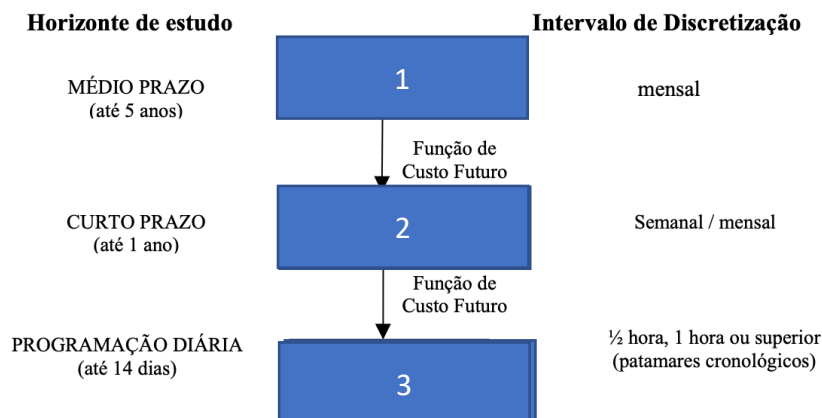 Horizonte de estudo
Intervalo de Discretização
MÉDIO PRAZO
(até 5 anos)
1
mensal
Função de
Custo Futuro
CURTO PRAZO
(até 1 ano)
2
Semanal / mensal
Função de
Custo Futuro
PROGRAMAÇÃO DIÁRIA
(até 14 dias)
3
½ hora, 1 hora ou superior
(patamares cronológicos)